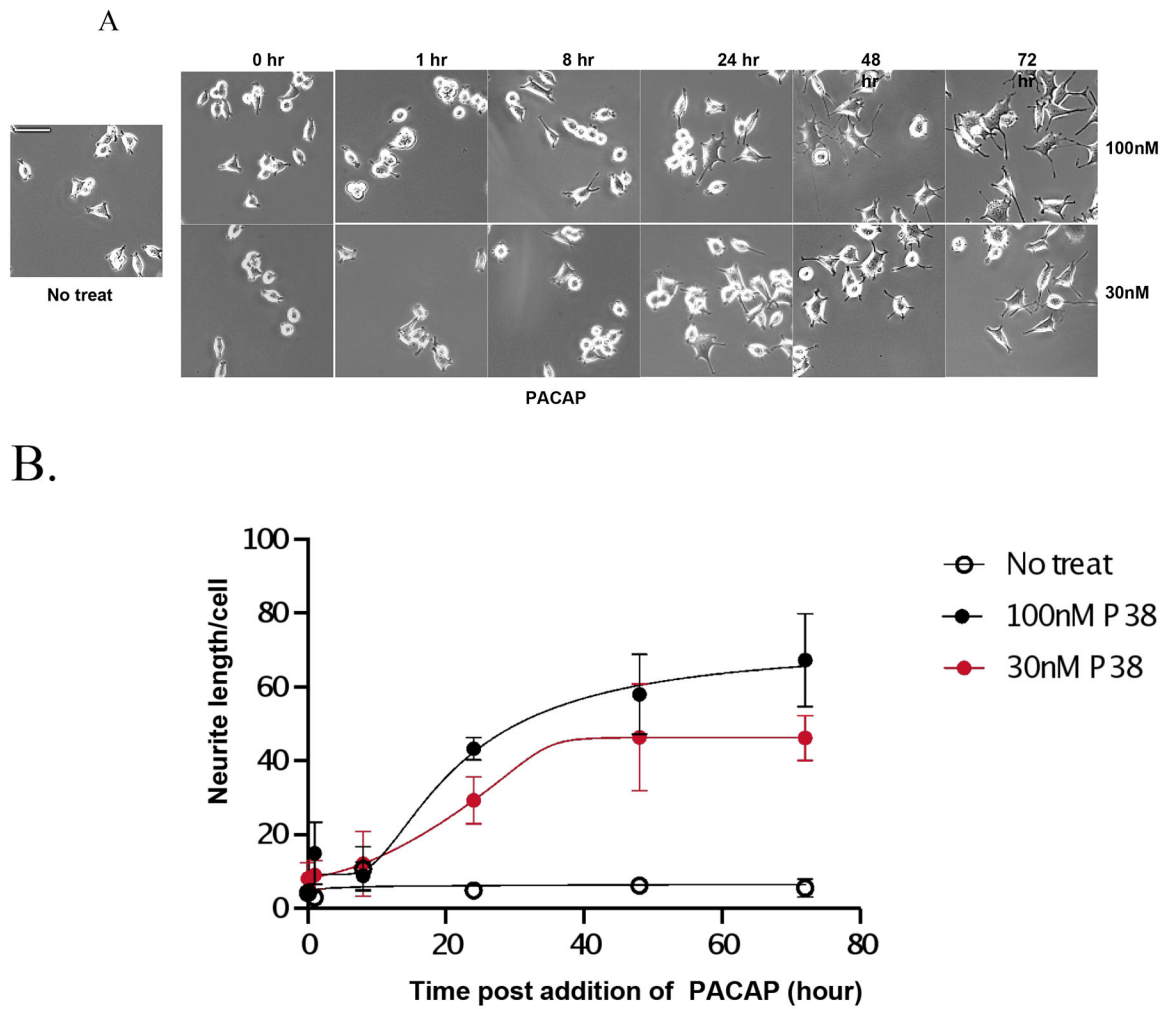 A
0 hr 1 hr 8 hr 24 hr 48 hr 72 hr
100nM
No treat
30nM
PACAP
B.
100
80
60
40
20
0
Neurite length/cell
No treat
100nM P38
30nM P38
0 20 40 60 80
Time post addition of PACAP (hour)